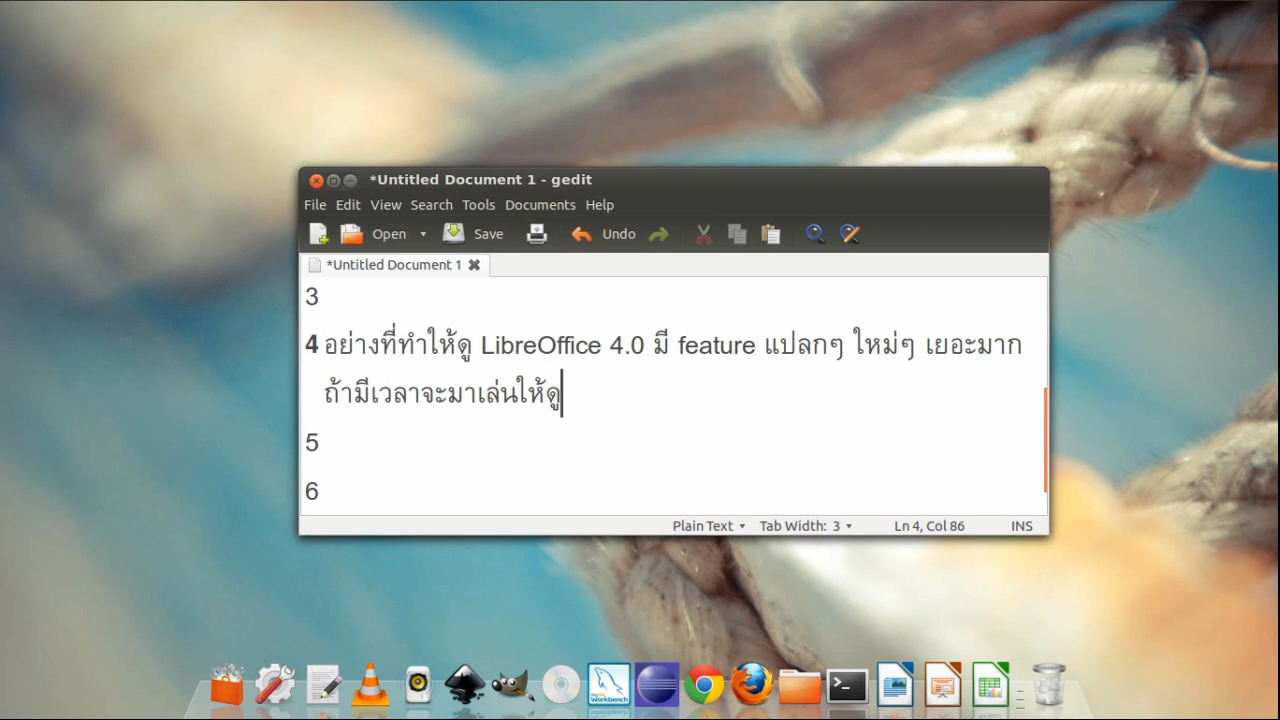 *Untitled Document 1 - gedit
File Edit View Search Tools Documents Help
Open Save Undo
*Untitled Document 1
3
4 อย่างที่ทำให้ดู LibreOffice 4.0 มี feature แปลกๆ ใหม่ๆ เยอะมาก
ถ้ามีเวลาจะมาเล่นให้ดู
5
6
Plain Text Tab Width: 3 Ln 4, Col 86 INS
MySQL
Workbench